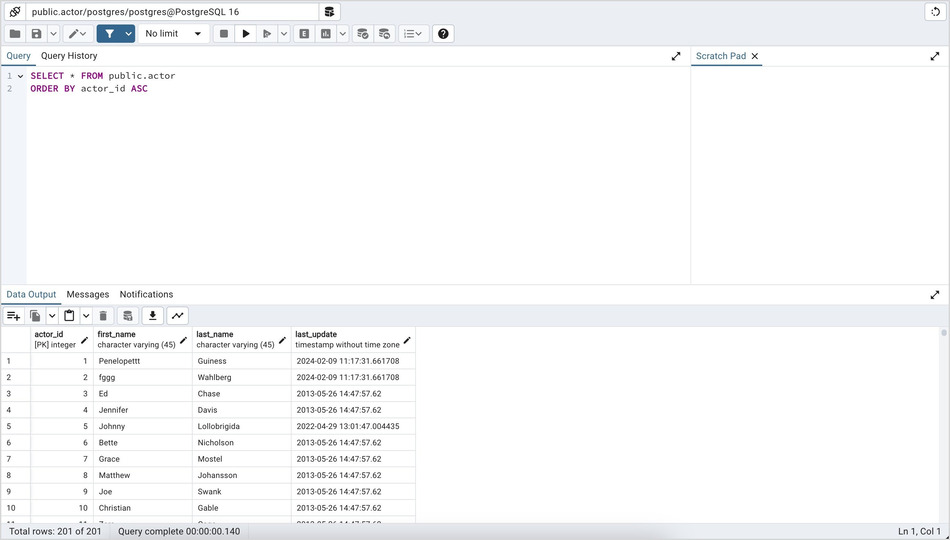 public.actor/postgres/postgres@PostgreSQL 16
No limit
E
Query Query History
Scratch Pad
1 SELECT * FROM public.actor
2 ORDER BY actor_id ASC
Data Output Messages Notifications
actor_id first_name last_name last_update
[PK] integer character varying (45) character varying (45) timestamp without time zone
1 1 Penelopettt Guiness 2024-02-09 11:17:31.661708
2 2 fggg Wahlberg 2024-02-09 11:17:31.661708
3 3 Ed Chase 2013-05-26 14:47:57.62
4 4 Jennifer Davis 2013-05-26 14:47:57.62
5 5 Johnny Lollobrigida 2022-04-29 13:01:47.004435
6 6 Bette Nicholson 2013-05-26 14:47:57.62
7 7 Grace Mostel 2013-05-26 14:47:57.62
8 8 Matthew Johansson 2013-05-26 14:47:57.62
9 9 Joe Swank 2013-05-26 14:47:57.62
10 10 Christian Gable 2013-05-26 14:47:57.62
Total rows: 201 of 201 Query complete 00:00:00.140 Ln 1, Col 1